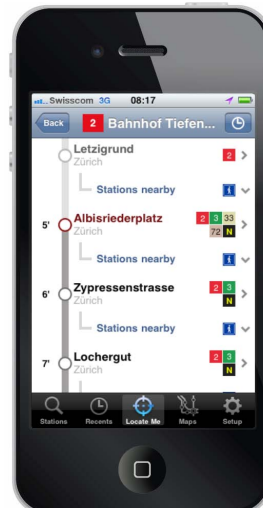 Swisscom 3G 08:17
Back 2 Bahnhof Tiefen...
Letzigrund 2
Zürich
Stations nearby i
5' Albisriederplatz 2 3 33
Zürich 72 N
Stations nearby i
6' Zypressenstrasse 2 3
Zürich N
Stations nearby i
7' Lochergut 2 3
Zürich N
Stations Recents Locate Me Maps Setup